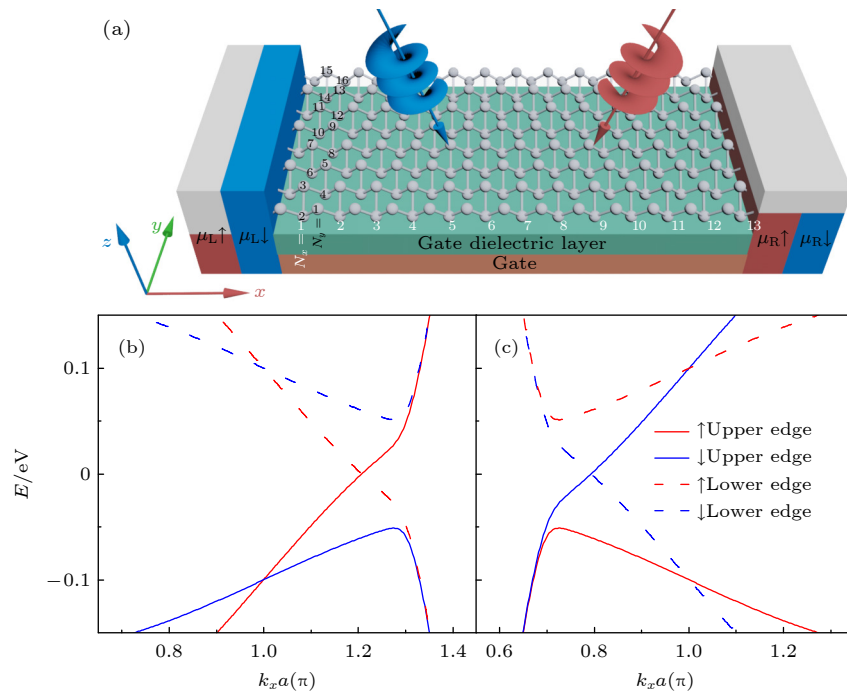 (a)
15
16
14
13
11
12
10
9
7
8
5
6
3
4
2
1
1
2
3
4
5
6
7
8
9
10
11
12
13
N_x =
N_y =
μ_L↑
μ_L↓
μ_R↑
μ_R↓
Gate dielectric layer
Gate
z
y
x
(b)
(c)
↑Upper edge
↓Upper edge
↑Lower edge
↓Lower edge
E/eV
0.1
0
−0.1
0.8
1.0
1.2
1.4
0.6
0.8
1.0
1.2
k_xa(π)
k_xa(π)